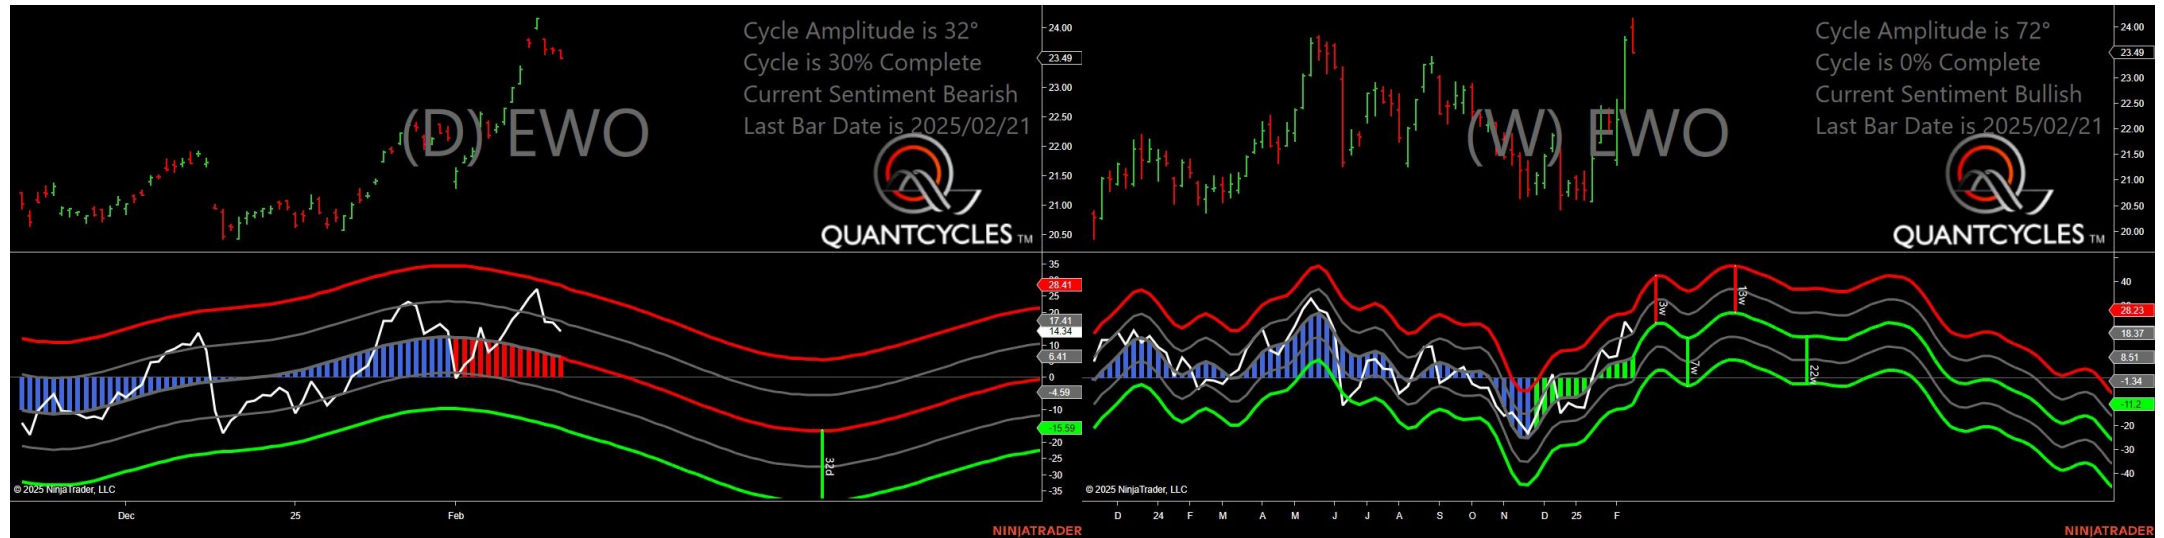 Cycle Amplitude is 32°
Cycle is 30% Complete
Current Sentiment Bearish
Last Bar Date is 2025/02/21
(D) EWO
QUANTCYCLES TM
24.00
23.49
23.00
22.50
22.00
21.50
21.00
20.50
35
28.41
25
20
17.41
14.34
10
6.41
0
-4.59
-10
-15.59
-20
-25
-30
-35
32d
© 2025 NinjaTrader, LLC
Dec
25
Feb
NINJATRADER
Cycle Amplitude is 72°
Cycle is 0% Complete
Current Sentiment Bullish
Last Bar Date is 2025/02/21
(W) EWO
QUANTCYCLES TM
24.00
23.49
23.00
22.50
22.00
21.50
21.00
20.50
20.00
40
28.23
18.37
8.51
-1.34
-11.2
-20
-30
-40
3w
7w
13w
22w
© 2025 NinjaTrader, LLC
D 24 F M A M J J A S O N D 25 F
NINJATRADER